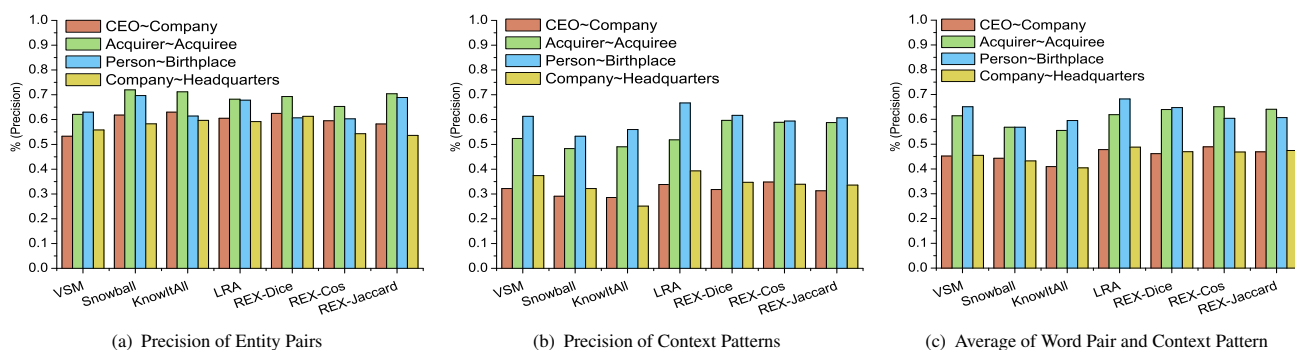 1.0
0.9
0.8
0.7
0.6
0.5
0.4
0.3
0.2
0.1
0.0
% (Precision)
CEO~Company
Acquirer~Acquiree
Person~Birthplace
Company~Headquarters
VSM
Snowball
KnowItAll
LRA
REX-Dice
REX-Cos
REX-Jaccard
(a) Precision of Entity Pairs
1.0
0.9
0.8
0.7
0.6
0.5
0.4
0.3
0.2
0.1
0.0
% (Precision)
CEO~Company
Acquirer~Acquiree
Person~Birthplace
Company~Headquarters
VSM
Snowball
KnowItAll
LRA
REX-Dice
REX-Cos
REX-Jaccard
(b) Precision of Context Patterns
1.0
0.9
0.8
0.7
0.6
0.5
0.4
0.3
0.2
0.1
0.0
% (Precision)
CEO~Company
Acquirer~Acquiree
Person~Birthplace
Company~Headquarters
VSM
Snowball
KnowItAll
LRA
REX-Dice
REX-Cos
REX-Jaccard
(c) Average of Word Pair and Context Pattern